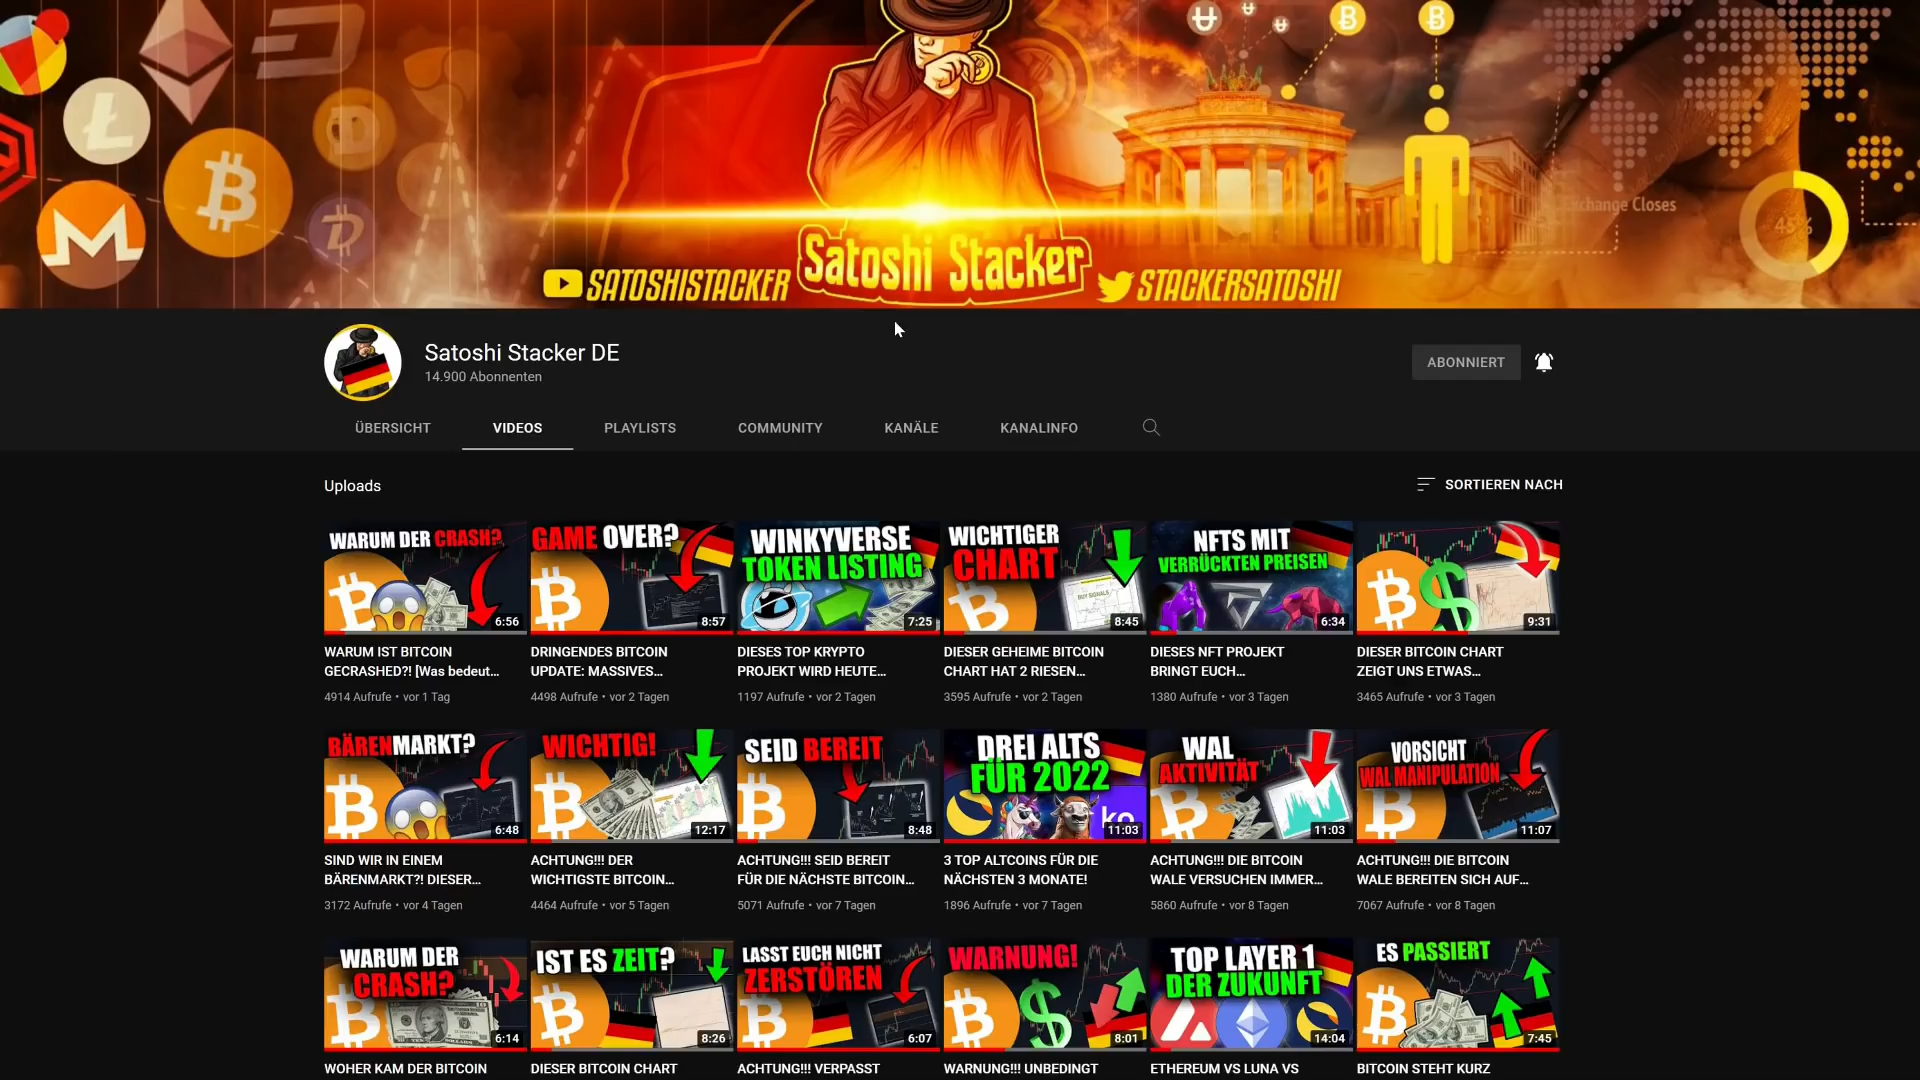 Exchange Closes
45%
Satoshi Stacker
SATOSHISTACKER
STACKERSATOSHI
Satoshi Stacker DE
14.900 Abonnenten
ABONNIERT
ÜBERSICHT
VIDEOS
PLAYLISTS
COMMUNITY
KANÄLE
KANALINFO
Uploads
SORTIEREN NACH
WARUM DER CRASH?
6:56
WARUM IST BITCOIN
GECRASHED?! [Was bedeut...
4914 Aufrufe • vor 1 Tag
GAME OVER?
8:57
DRINGENDES BITCOIN
UPDATE: MASSIVES...
4498 Aufrufe • vor 2 Tagen
WINKYVERSE
TOKEN LISTING
7:25
DIESES TOP KRYPTO
PROJEKT WIRD HEUTE...
1197 Aufrufe • vor 2 Tagen
WICHTIGER
CHART
BUY SIGNALS
8:45
DIESER GEHEIME BITCOIN
CHART HAT 2 RIESEN...
3595 Aufrufe • vor 2 Tagen
NFTS MIT
VERRÜCKTEN PREISEN
6:34
DIESES NFT PROJEKT
BRINGT EUCH...
1380 Aufrufe • vor 3 Tagen
9:31
DIESER BITCOIN CHART
ZEIGT UNS ETWAS...
3465 Aufrufe • vor 3 Tagen
BÄRENMARKT?
6:48
SIND WIR IN EINEM
BÄRENMARKT?! DIESER...
3172 Aufrufe • vor 4 Tagen
WICHTIG!
12:17
ACHTUNG!!! DER
WICHTIGSTE BITCOIN...
4464 Aufrufe • vor 5 Tagen
SEID BEREIT
8:48
ACHTUNG!!! SEID BEREIT
FÜR DIE NÄCHSTE BITCOIN...
5071 Aufrufe • vor 7 Tagen
DREI ALTS
FÜR 2022
ko
11:03
3 TOP ALTCOINS FÜR DIE
NÄCHSTEN 3 MONATE!
1896 Aufrufe • vor 7 Tagen
WAL
AKTIVITÄT
11:03
ACHTUNG!!! DIE BITCOIN
WALE VERSUCHEN IMMER...
5860 Aufrufe • vor 8 Tagen
VORSICHT
WAL MANIPULATION
11:07
ACHTUNG!!! DIE BITCOIN
WALE BEREITEN SICH AUF...
7067 Aufrufe • vor 8 Tagen
WARUM DER
CRASH?
6:14
WOHER KAM DER BITCOIN
IST ES ZEIT?
8:26
DIESER BITCOIN CHART
LASST EUCH NICHT
ZERSTÖREN
6:07
ACHTUNG!!! VERPASST
WARNUNG!
8:01
WARNUNG!!! UNBEDINGT
TOP LAYER 1
DER ZUKUNFT
14:04
ETHEREUM VS LUNA VS
ES PASSIERT
7:45
BITCOIN STEHT KURZ